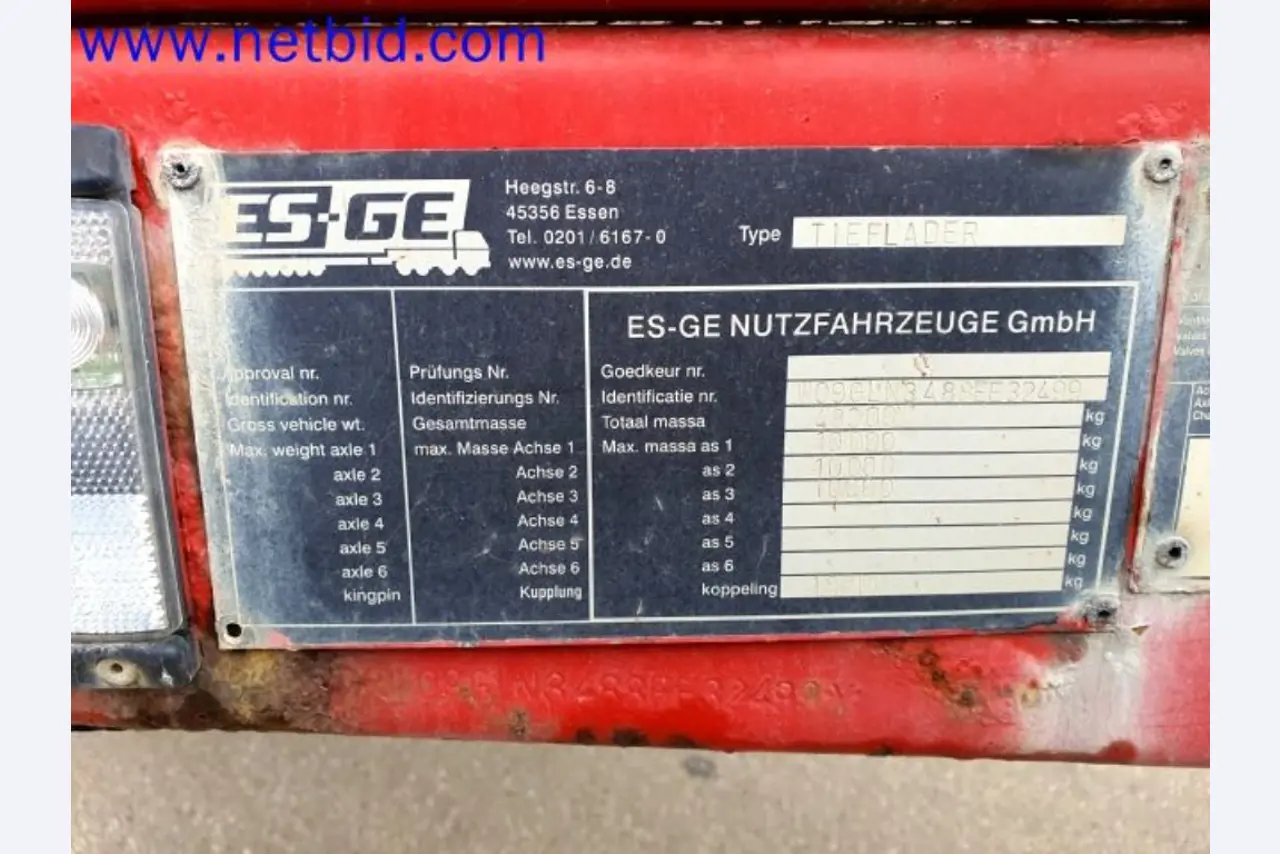 www.netbid.com
ES-GE
Heegstr. 6-8
45356 Essen
Tel. 0201/6167-0
www.es-ge.de
Type TIEFLADER
ES-GE NUTZFAHRZEUGE GmbH
Approval nr. Prüfungs Nr. Goedkeur nr.
Identification nr. Identifizierungs Nr. Identificatie nr.
Gross vehicle wt. Gesamtmasse Totaal massa kg
Max. weight axle 1 max. Masse Achse 1 Max. massa as 1 10000 kg
axle 2 Achse 2 as 2 10000 kg
axle 3 Achse 3 as 3 10000 kg
axle 4 Achse 4 as 4 kg
axle 5 Achse 5 as 5 kg
axle 6 Achse 6 as 6 kg
kingpin Kupplung koppeling kg